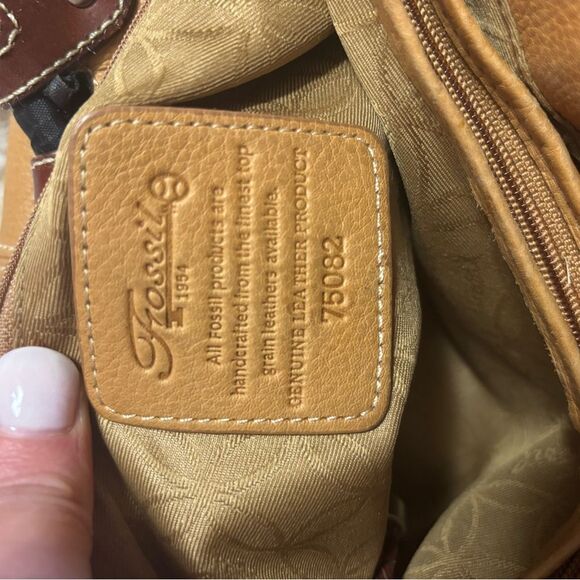 Fossil
1954
All Fossil products are
handcrafted from the finest top
grain leathers available.
GENUINE LEATHER PRODUCT
75082